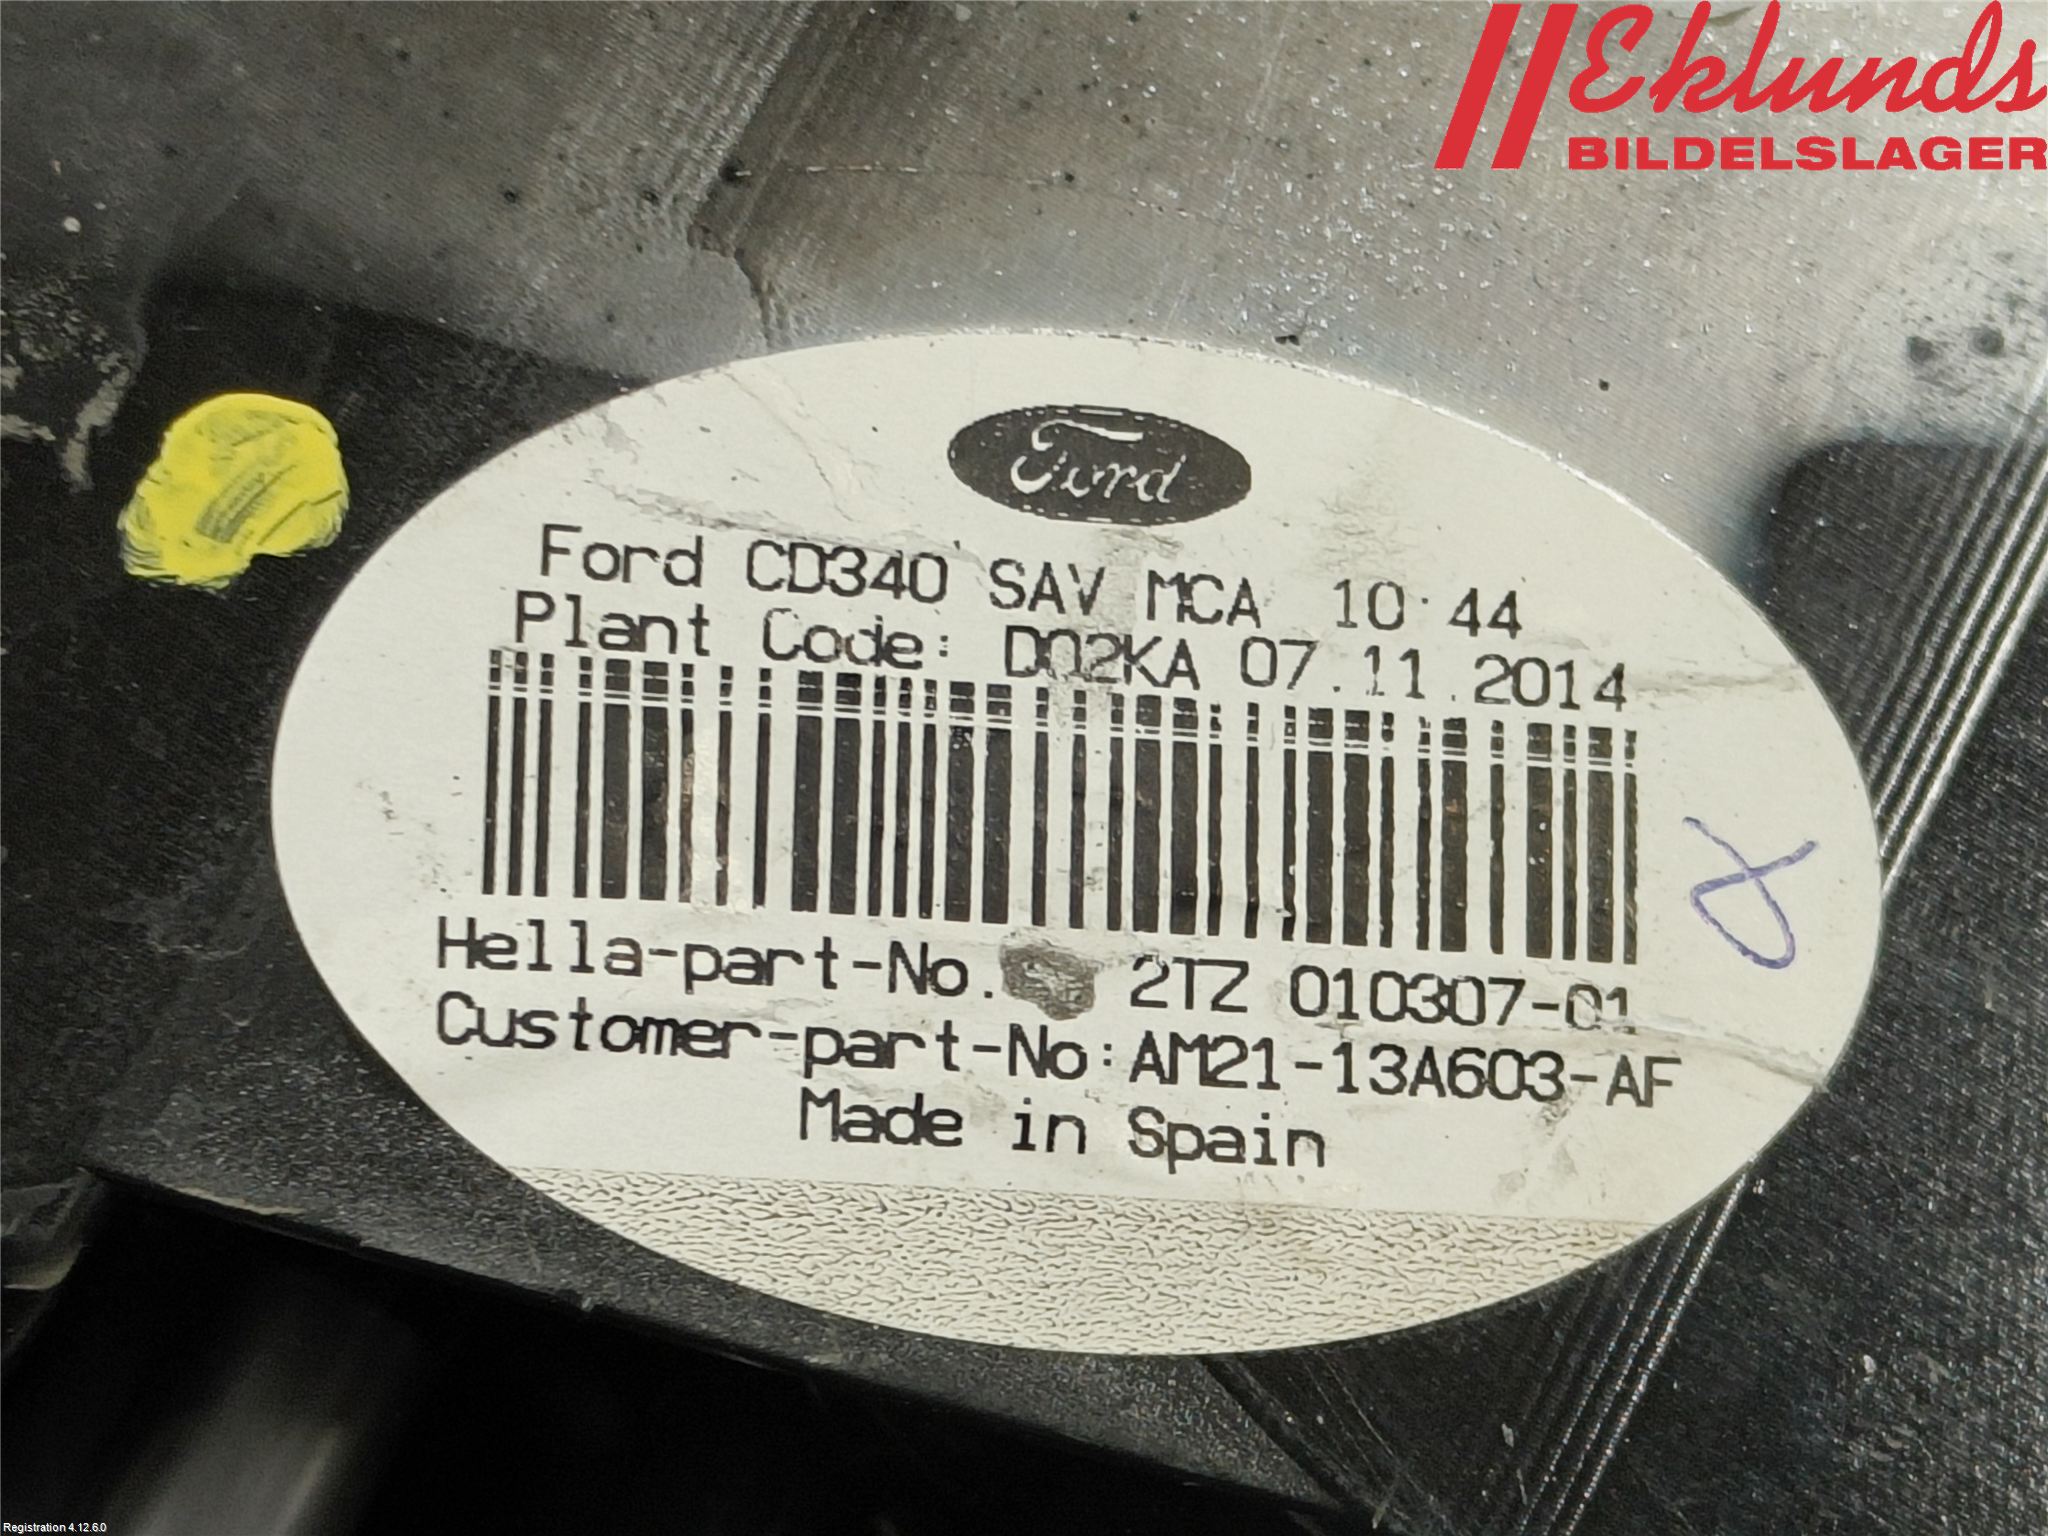 Eklunds
BILDELSLAGER
Ford
Ford CD340 SAV MCA 10:44
Plant Code: D02KA 07.11.2014
Hella-part-No. 2TZ 010307-01
Customer-part-No:AM21-13A603-AF
Made in Spain
Registration 4.12.6.0